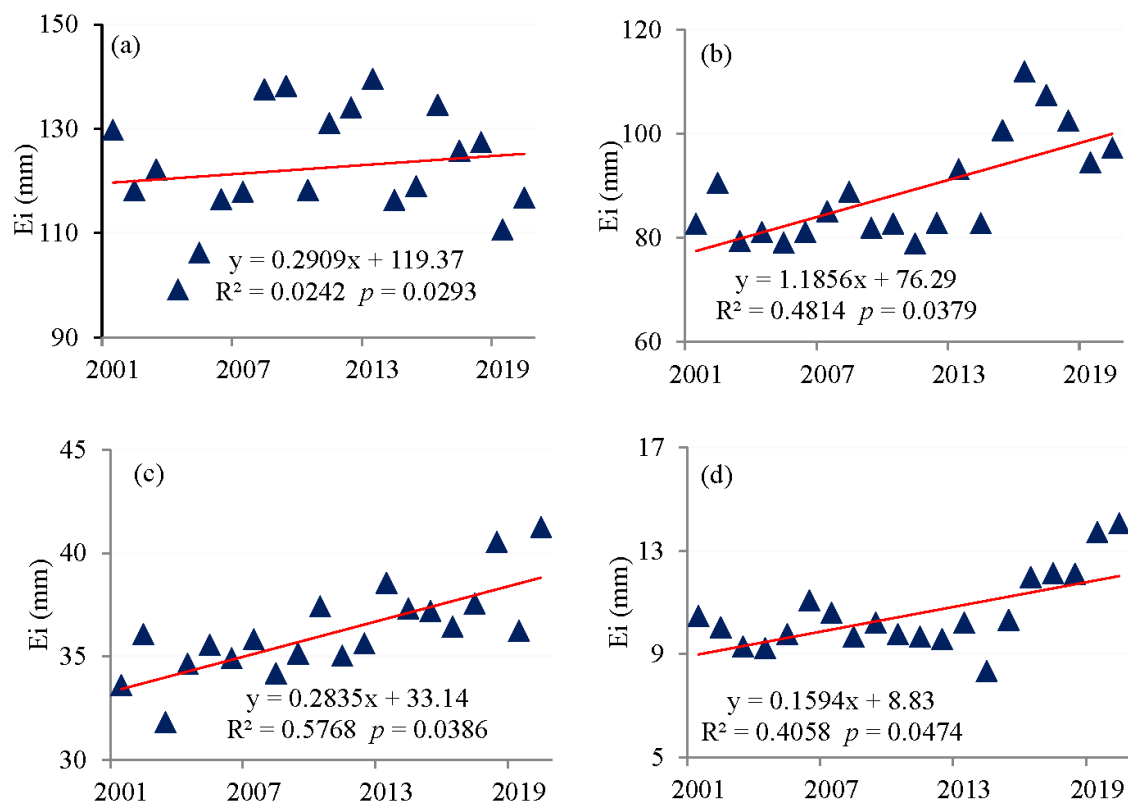 (a)
150
130
110
90
Ei (mm)
y = 0.2909x + 119.37
R² = 0.0242 p = 0.0293
2001 2007 2013 2019
(b)
120
100
80
60
Ei (mm)
y = 1.1856x + 76.29
R² = 0.4814 p = 0.0379
2001 2007 2013 2019
(c)
45
40
35
30
Ei (mm)
y = 0.2835x + 33.14
R² = 0.5768 p = 0.0386
2001 2007 2013 2019
(d)
17
13
9
5
Ei (mm)
y = 0.1594x + 8.83
R² = 0.4058 p = 0.0474
2001 2007 2013 2019